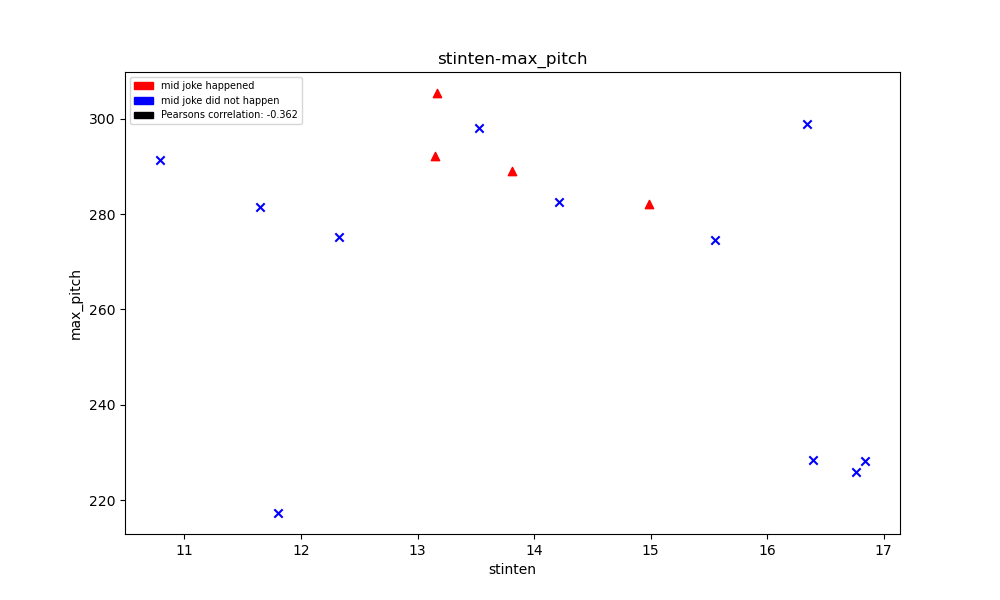 stinten-max_pitch
mid joke happened
mid joke did not happen
Pearsons correlation: -0.362
300
280
260
240
220
max_pitch
11 12 13 14 15 16 17
stinten